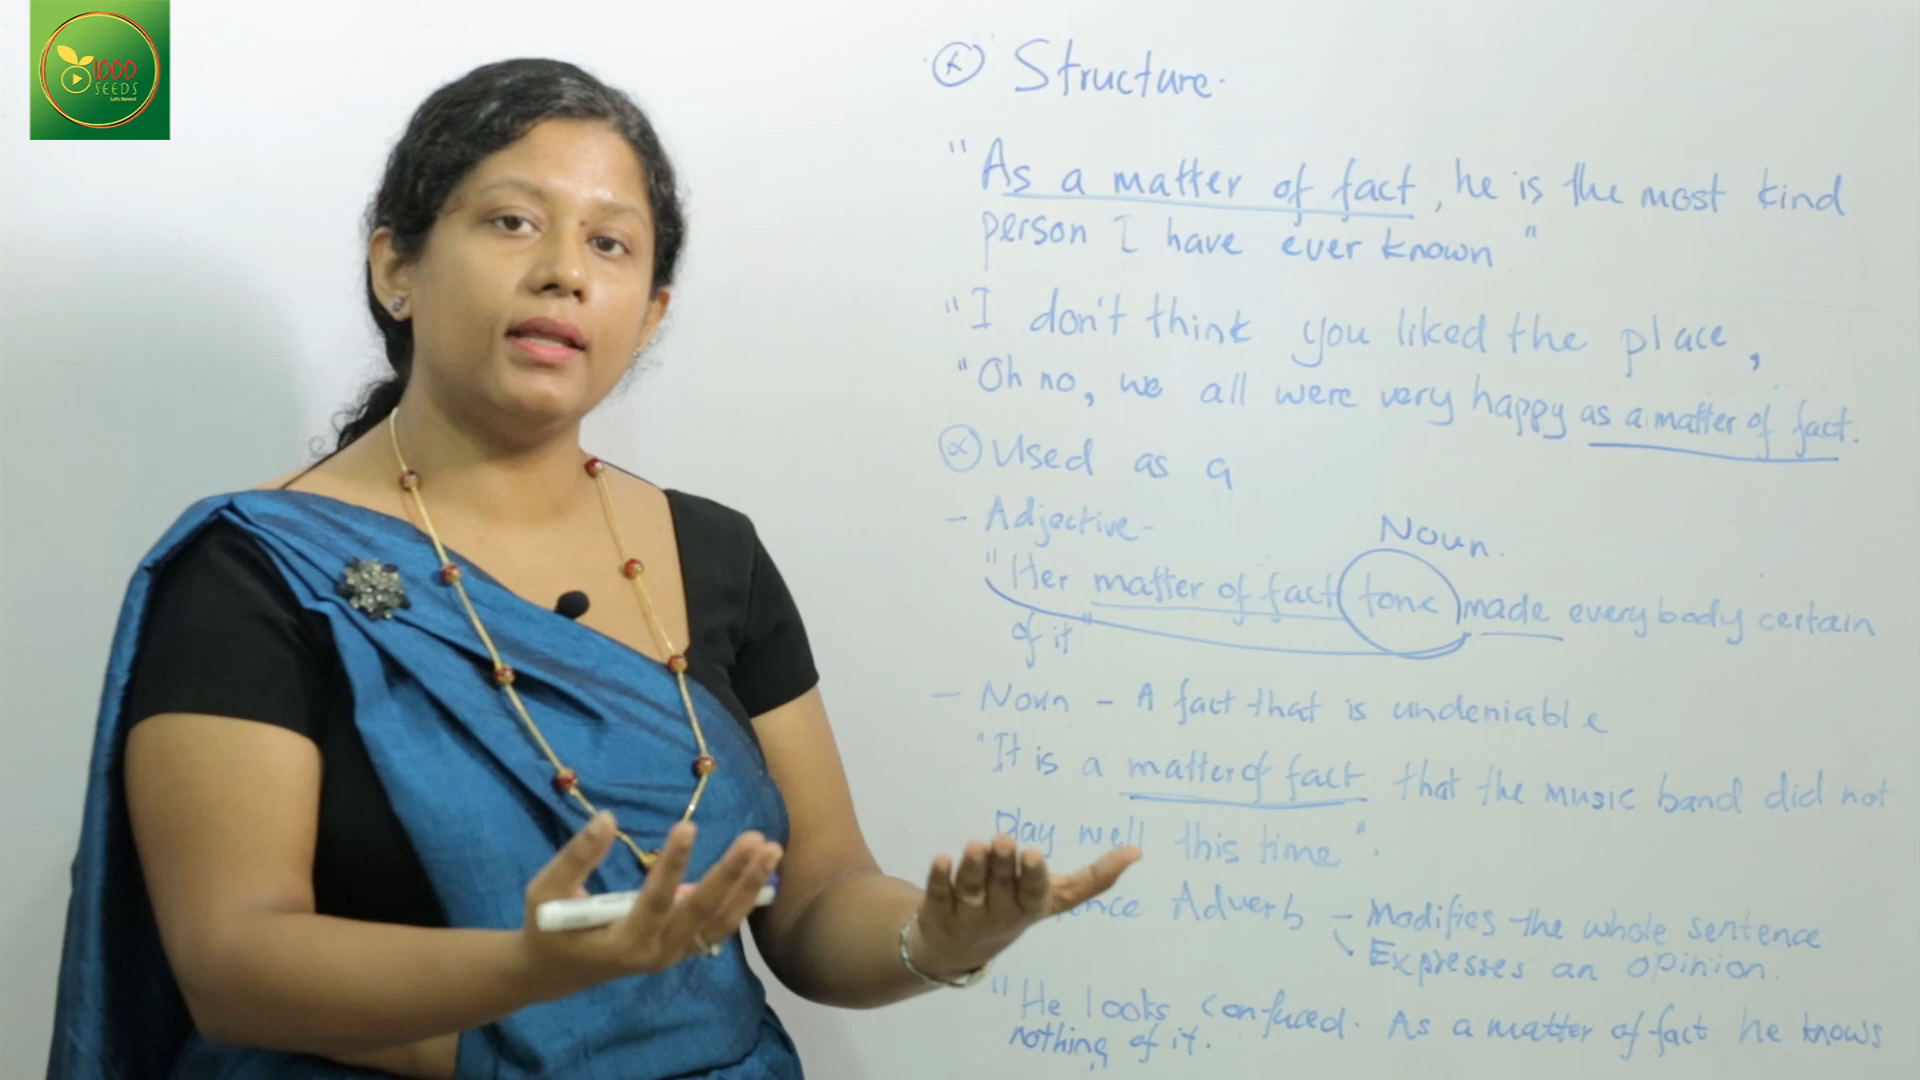 1000
SEEDS
Let's Harvest
Structure.
"As a matter of fact, he is the most kind
person I have ever known"
"I don't think you liked the place,
"Oh no, we all were very happy as a matter of fact.
Used as a
- Adjective -
Noun.
"Her matter of fact tone made everybody certain
of it"
- Noun - A fact that is undeniable
"It is a matter of fact that the music band did not
play well this time".
Adverb - Modifies the whole sentence
Expresses an opinion.
"He looks confused. As a matter of fact he knows
nothing of it.